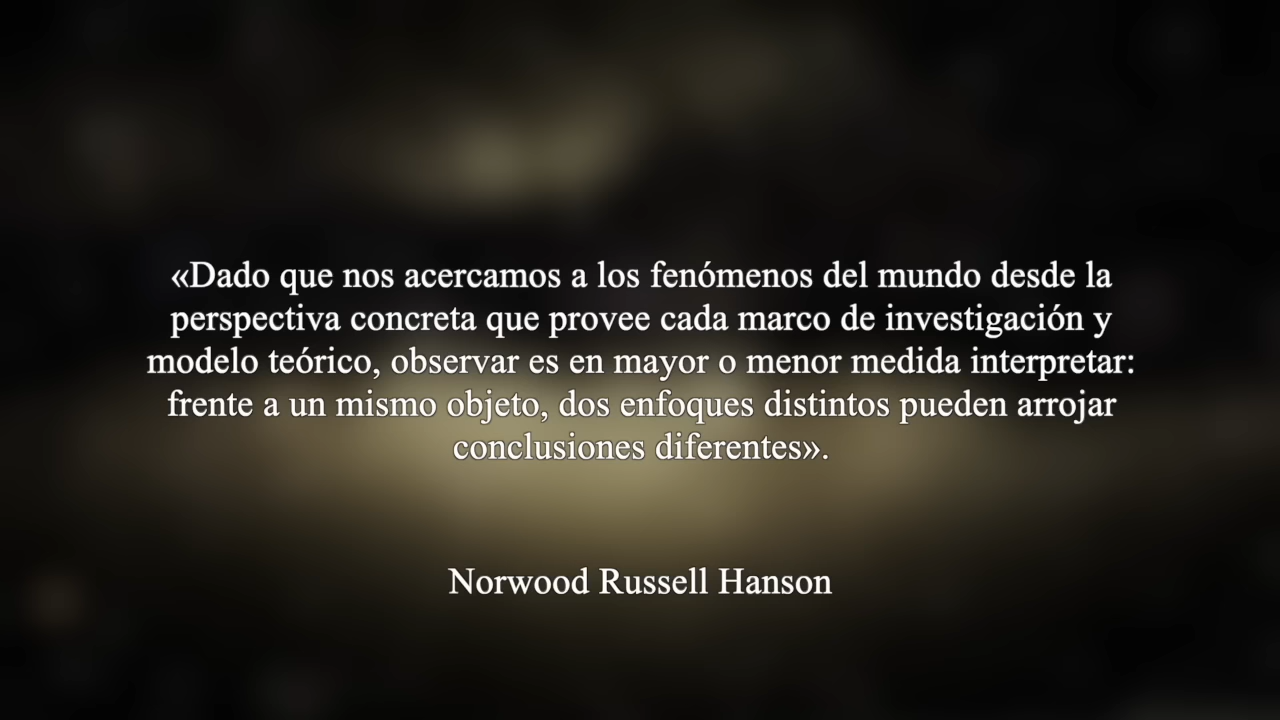 «Dado que nos acercamos a los fenómenos del mundo desde la
perspectiva concreta que provee cada marco de investigación y
modelo teórico, observar es en mayor o menor medida interpretar:
frente a un mismo objeto, dos enfoques distintos pueden arrojar
conclusiones diferentes».
Norwood Russell Hanson